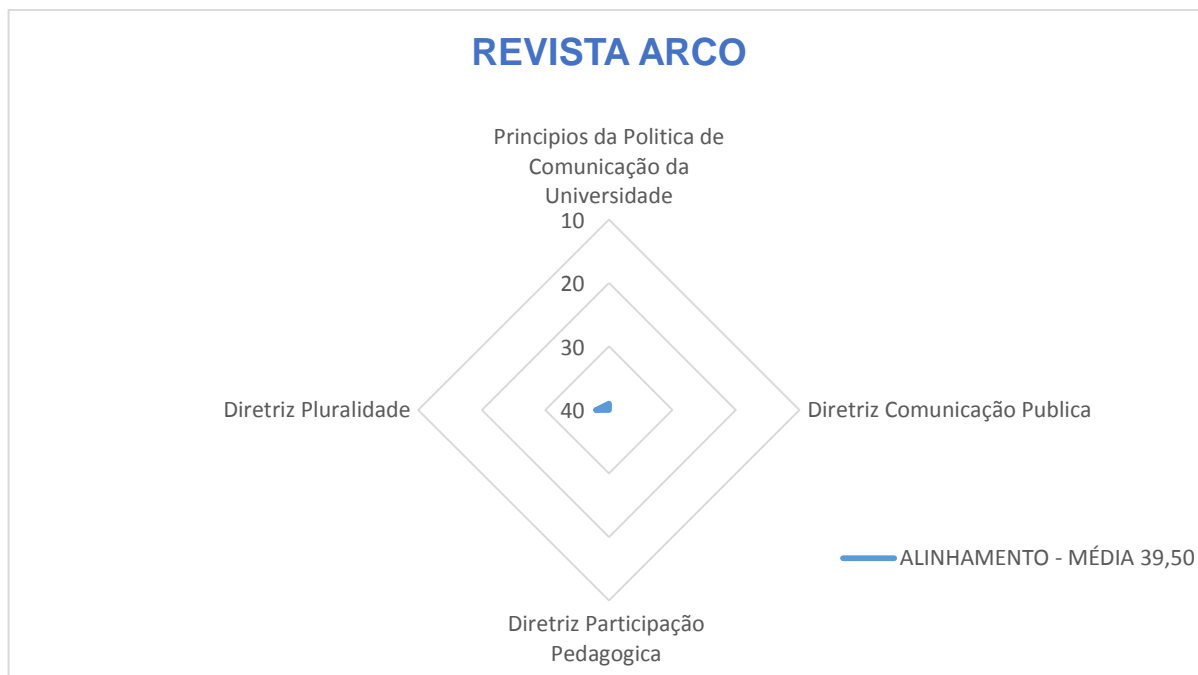 REVISTA ARCO
Principios da Politica de
Comunicação da
Universidade
10
20
30
40
Diretriz Pluralidade
Diretriz Comunicação Publica
ALINHAMENTO - MÉDIA 39,50
Diretriz Participação
Pedagogica